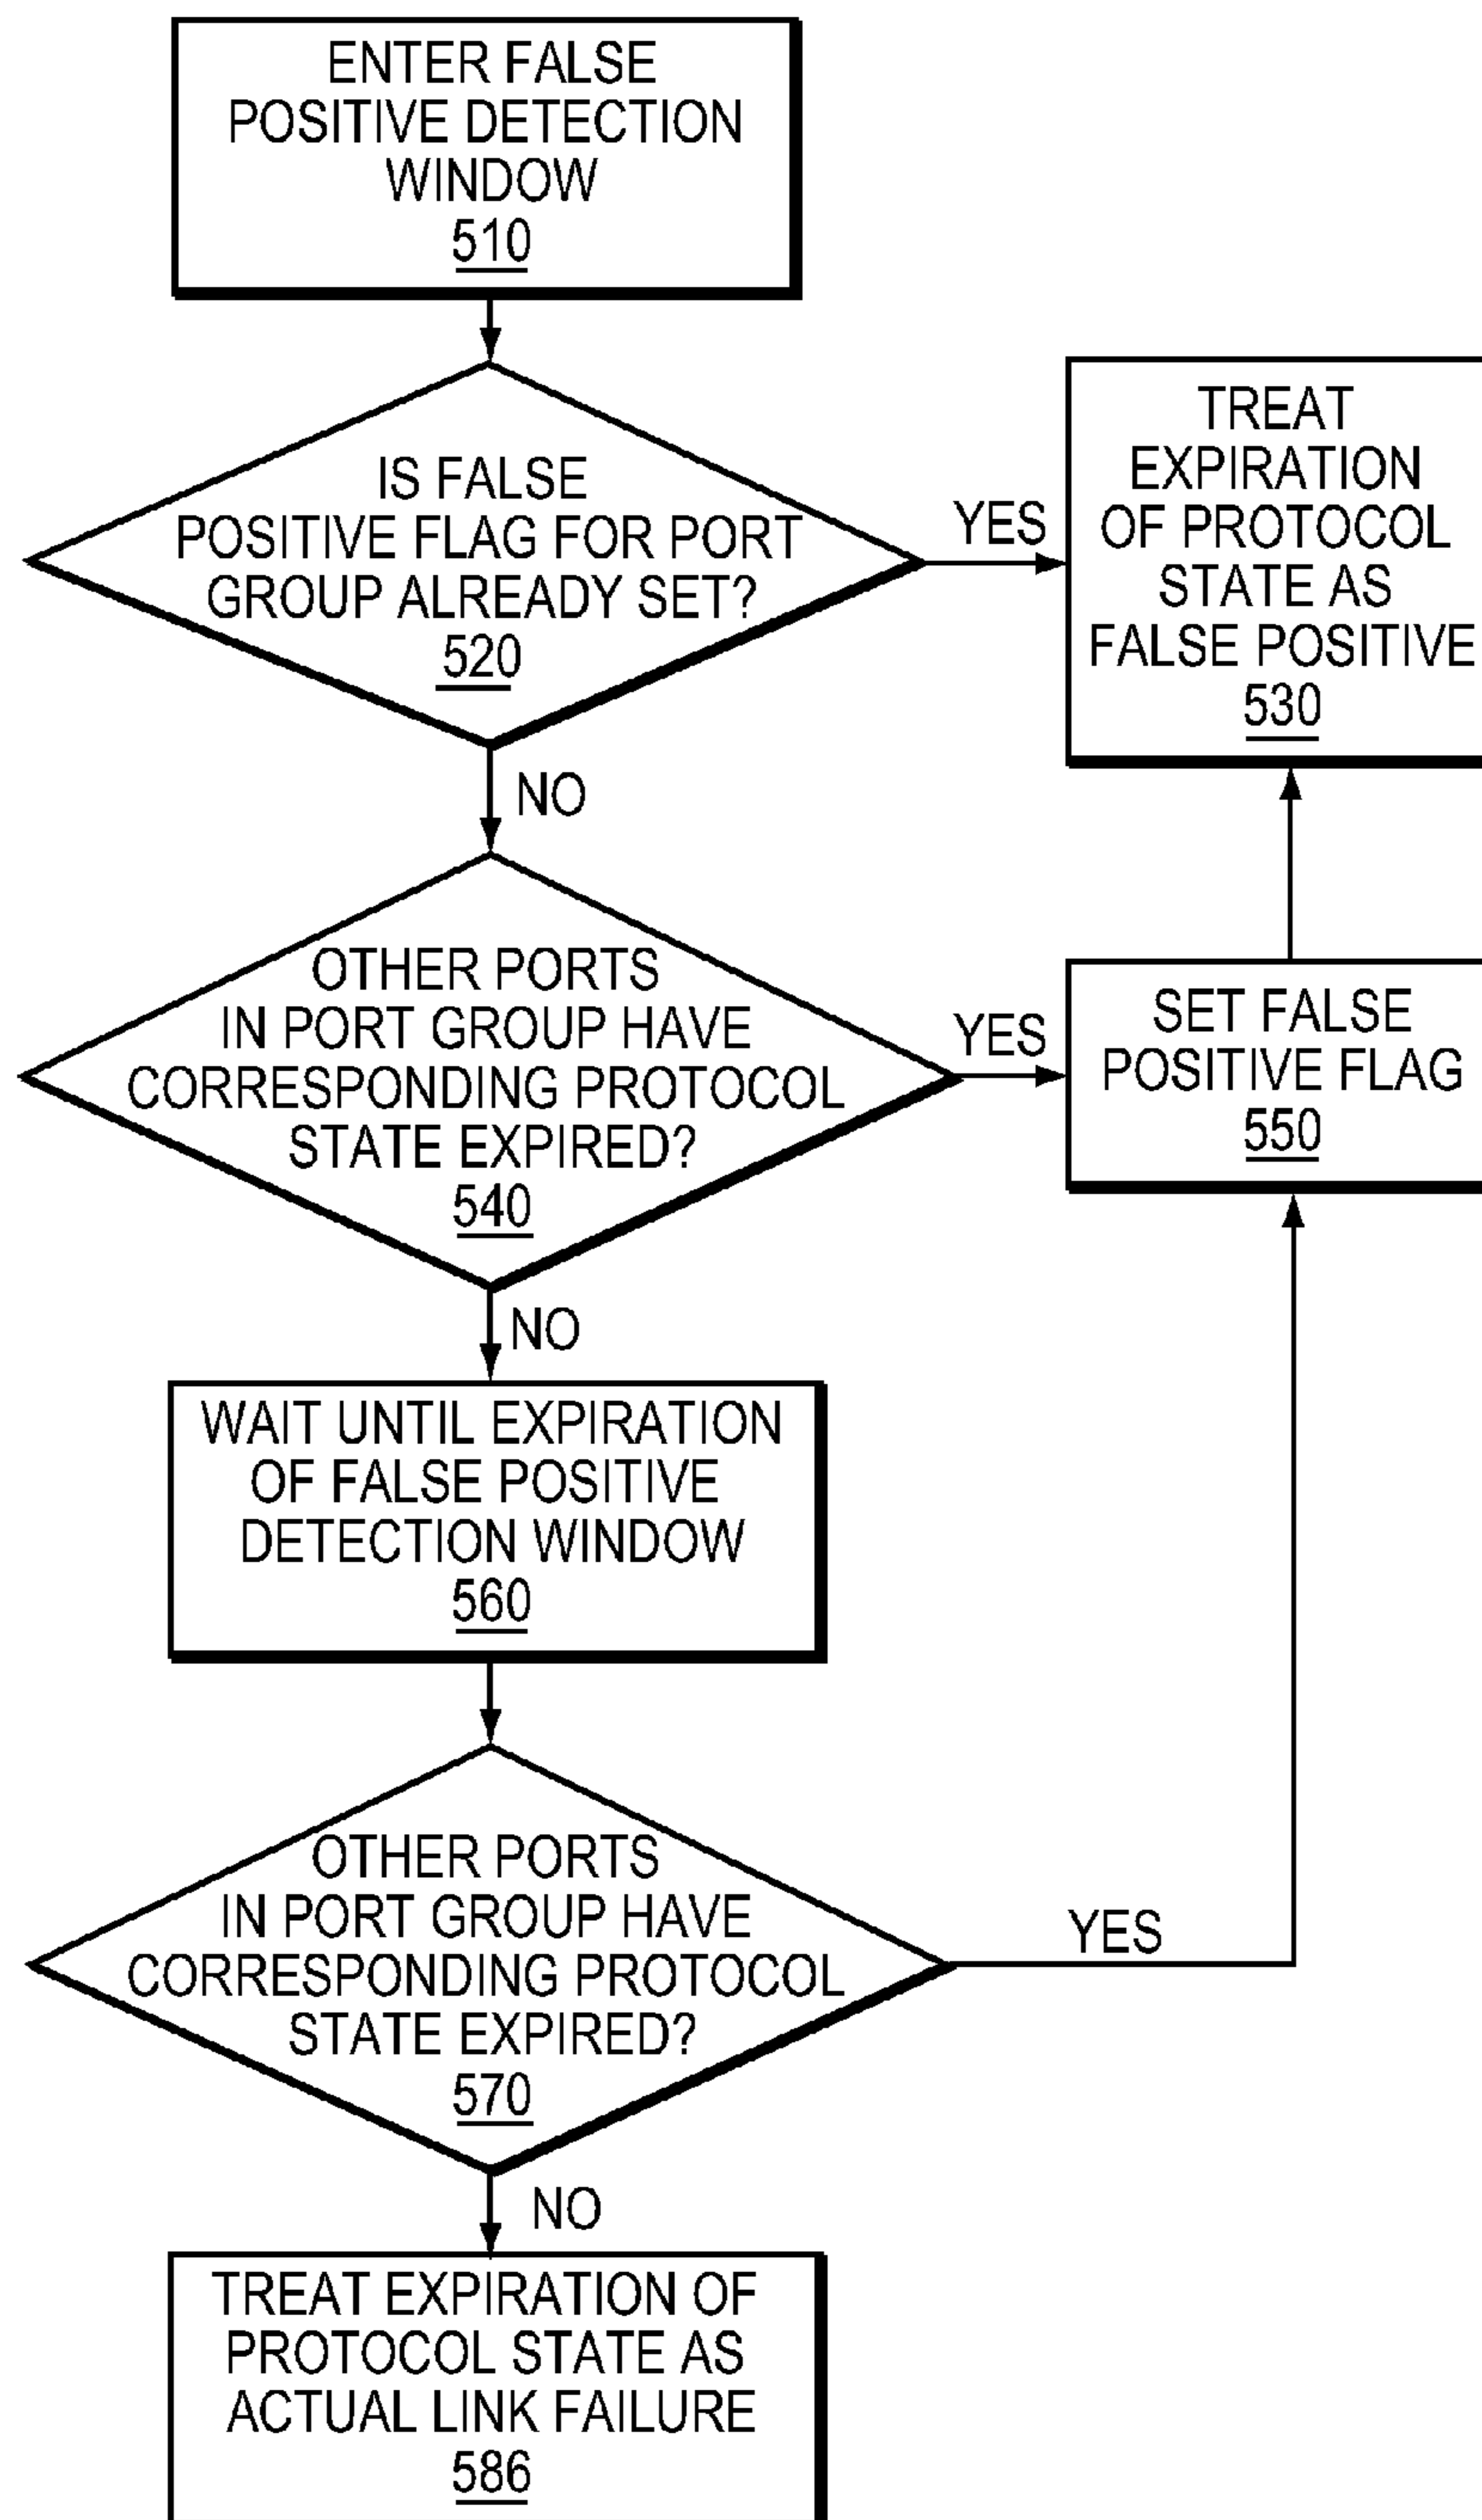 ENTER FALSE
POSITIVE DETECTION
WINDOW
510
IS FALSE
POSITIVE FLAG FOR PORT
GROUP ALREADY SET?
520
YES
TREAT
EXPIRATION
OF PROTOCOL
STATE AS
FALSE POSITIVE
530
NO
OTHER PORTS
IN PORT GROUP HAVE
CORRESPONDING PROTOCOL
STATE EXPIRED?
540
YES
SET FALSE
POSITIVE FLAG
550
NO
WAIT UNTIL EXPIRATION
OF FALSE POSITIVE
DETECTION WINDOW
560
OTHER PORTS
IN PORT GROUP HAVE
CORRESPONDING PROTOCOL
STATE EXPIRED?
570
YES
NO
TREAT EXPIRATION OF
PROTOCOL STATE AS
ACTUAL LINK FAILURE
586